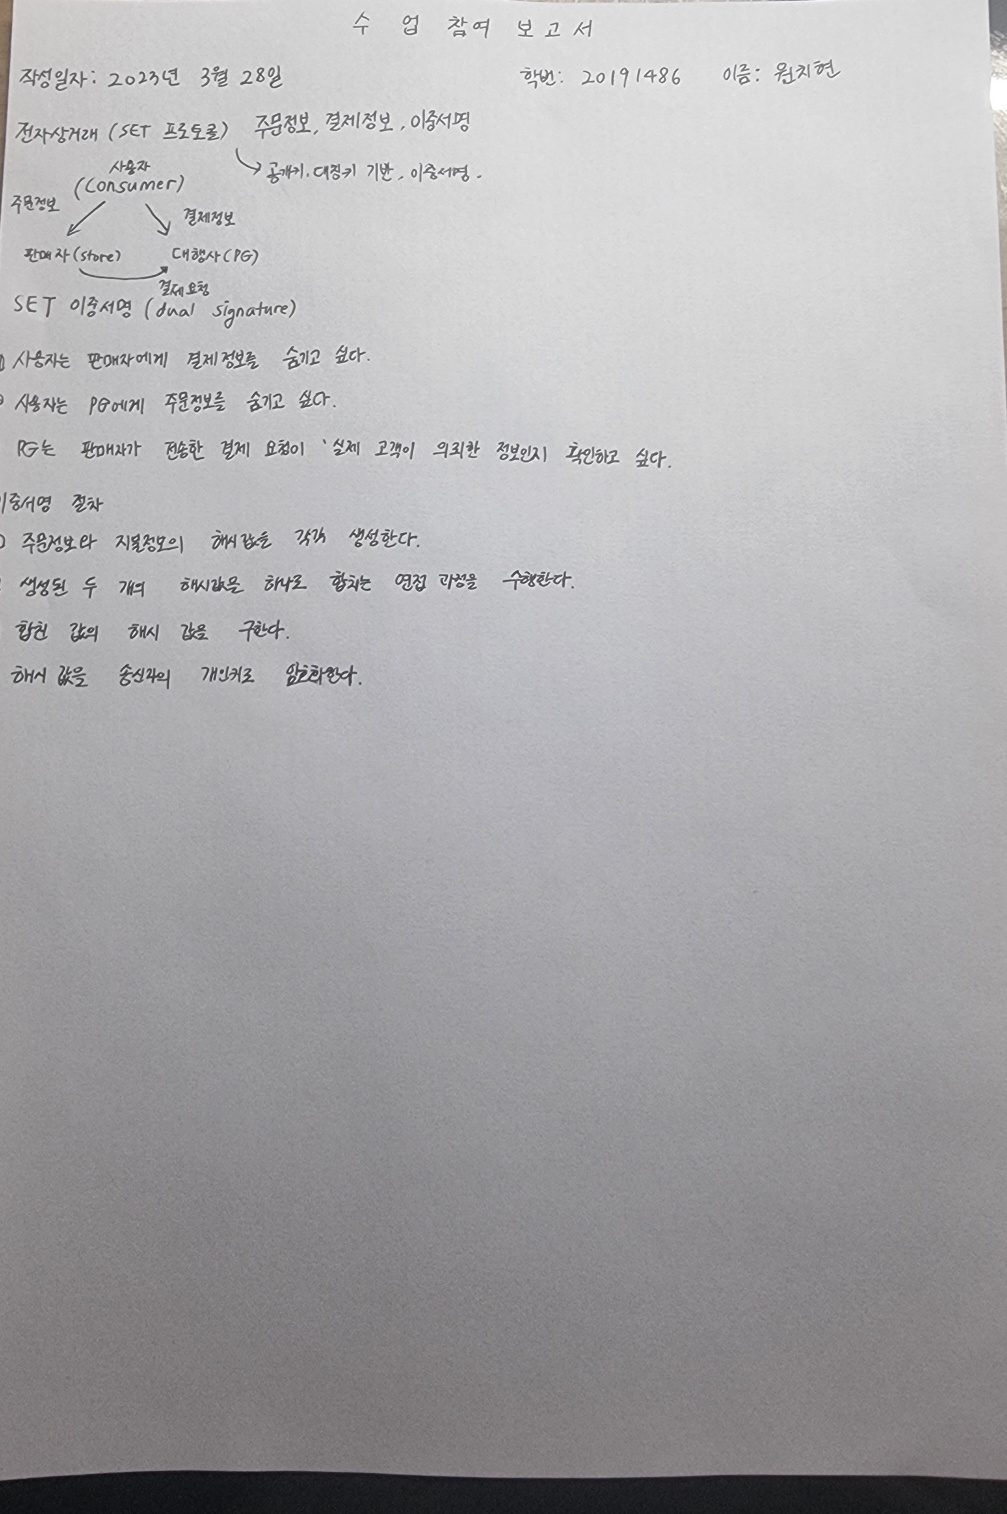 수 업 참여 보고서
작성일자: 2023년 3월 28일 학번: 20191486 이름: 원지현
전자상거래 (SET 프로토콜) 주문정보, 결제정보, 이중서명
공개키, 대칭키 기반, 이중서명.
사용자
(Consumer)
주문정보 결제정보
판매자(store) 대행사(PG)
결제요청
SET 이중서명 (dual signature)
사용자는 판매자에게 결제정보를 숨기고 싶다.
사용자는 PG에게 주문정보를 숨기고 싶다.
PG는 판매자가 전송한 결제 요청이 '실제 고객이 의뢰한 정보인지 확인하고 싶다.
이중서명 절차
주문정보와 지불정보의 해시값을 각각 생성한다.
생성된 두 개의 해시값을 하나로 합치는 연접 과정을 수행한다.
합친 값의 해시 값을 구한다.
해시 값을 송신자의 개인키로 암호화한다.